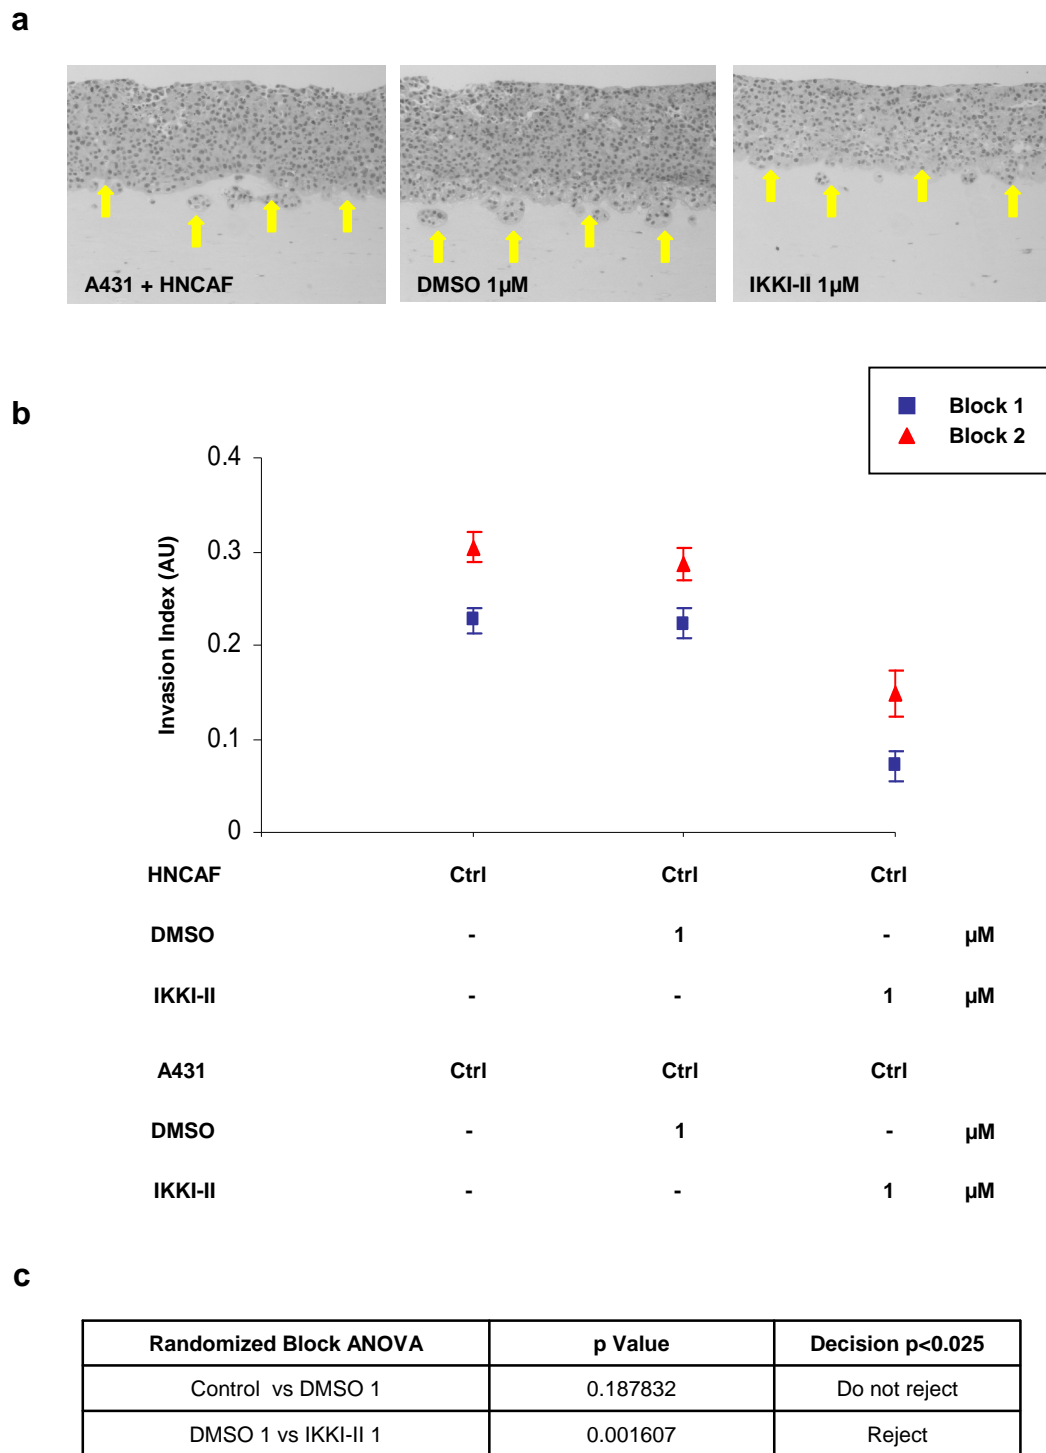 a
A431 + HNCAF
DMSO 1µM
IKKI-II 1µM
b
Block 1
Block 2
Invasion Index (AU)
0.4
0.3
0.2
0.1
0
HNCAF Ctrl Ctrl Ctrl
DMSO - 1 - µM
IKKI-II - - 1 µM
A431 Ctrl Ctrl Ctrl
DMSO - 1 - µM
IKKI-II - - 1 µM
c
Randomized Block ANOVA p Value Decision p<0.025
Control vs DMSO 1 0.187832 Do not reject
DMSO 1 vs IKKI-II 1 0.001607 Reject